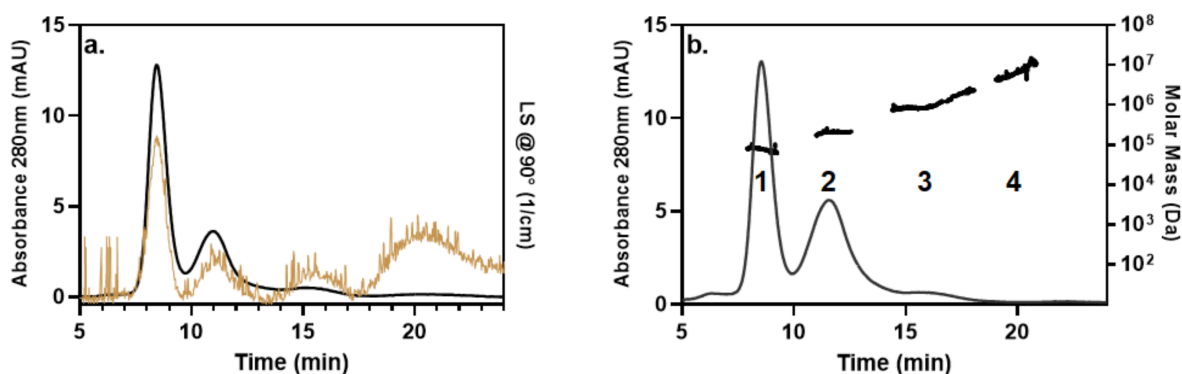 a.
15
10
5
0
Absorbance 280nm (mAU)
LS @ 90° (1/cm)
5 10 15 20
Time (min)
b.
15
10
5
0
Absorbance 280nm (mAU)
10⁸
10⁷
10⁶
10⁵
10⁴
10³
10²
Molar Mass (Da)
1 2 3 4
5 10 15 20
Time (min)